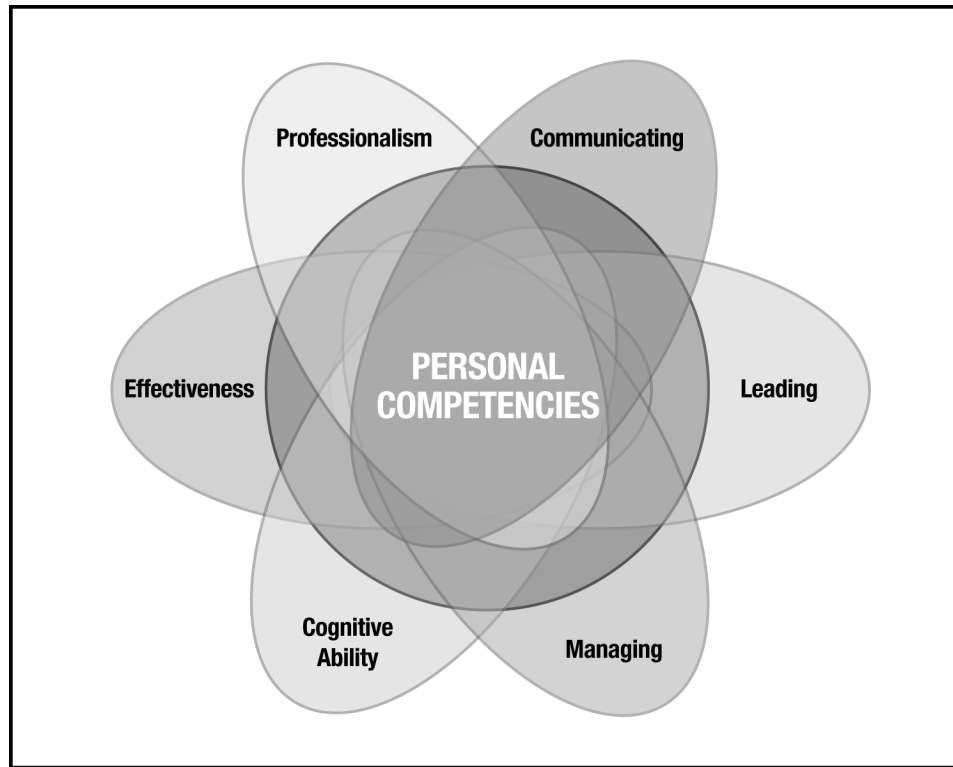 Professionalism
Communicating
Effectiveness
PERSONAL
COMPETENCIES
Leading
Cognitive
Ability
Managing